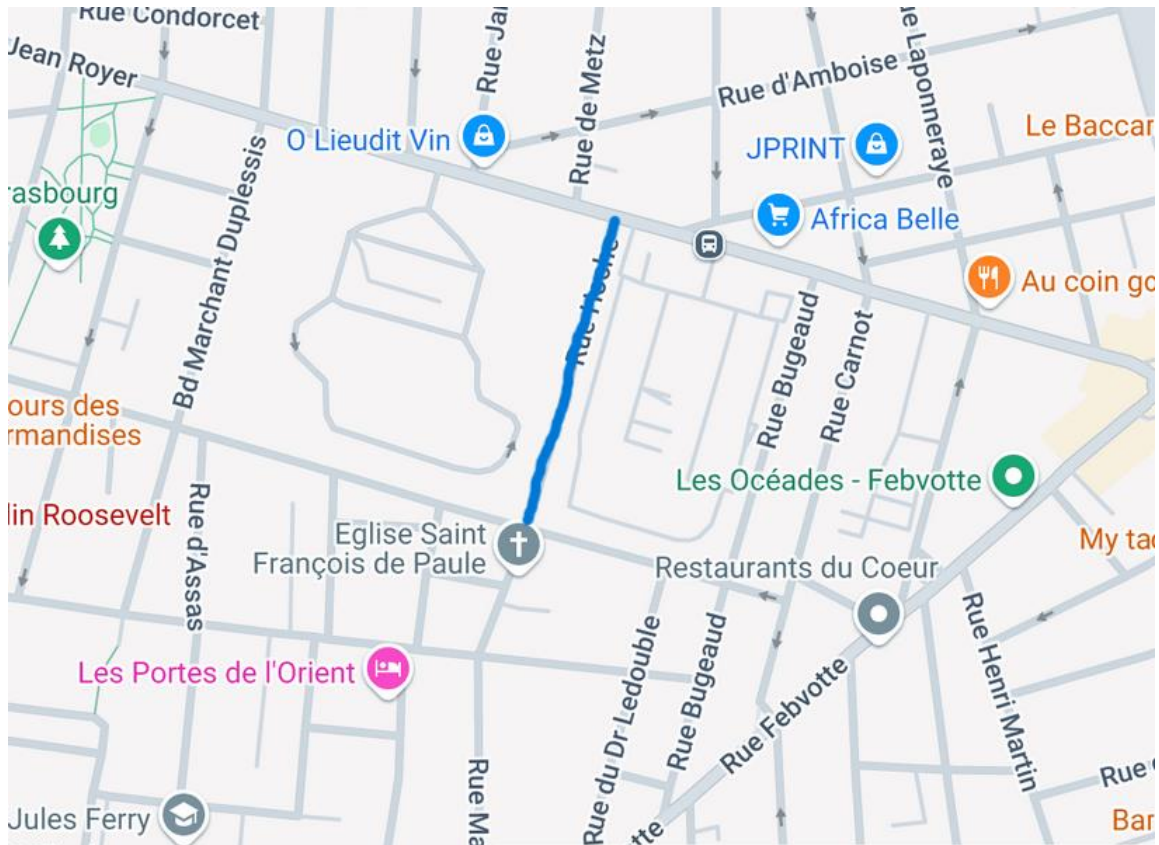 Rue Condorcet
Jean Royer
Rue de Metz
Rue d'Amboise
Rue Laponneraye
O Lieudit Vin
JPRINT
Le Baccar
rasbourg
Africa Belle
Bd Marchant Duplessis
Rue Hoche
Au coin go
Rue Bugeaud
Rue Carnot
ours des
rmandises
Les Océades - Febvotte
lin Roosevelt
Rue d'Assas
Eglise Saint
François de Paule
My tac
Restaurants du Coeur
Les Portes de l'Orient
Rue du Dr Ledouble
Rue Bugeaud
Rue Febvotte
Rue Henri Martin
Rue Ma
Rue
Jules Ferry
tte
Bar